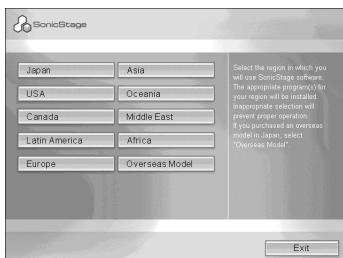 SonicStage
Japan
Asia
USA
Oceania
Canada
Middle East
Latin America
Africa
Europe
Overseas Model
Select the region in which you
will use SonicStage software.
The appropriate program(s) for
your region will be installed.
Inappropriate selection will
prevent proper operation.
If you purchased an overseas
model in Japan, select
"Overseas Model".
Exit